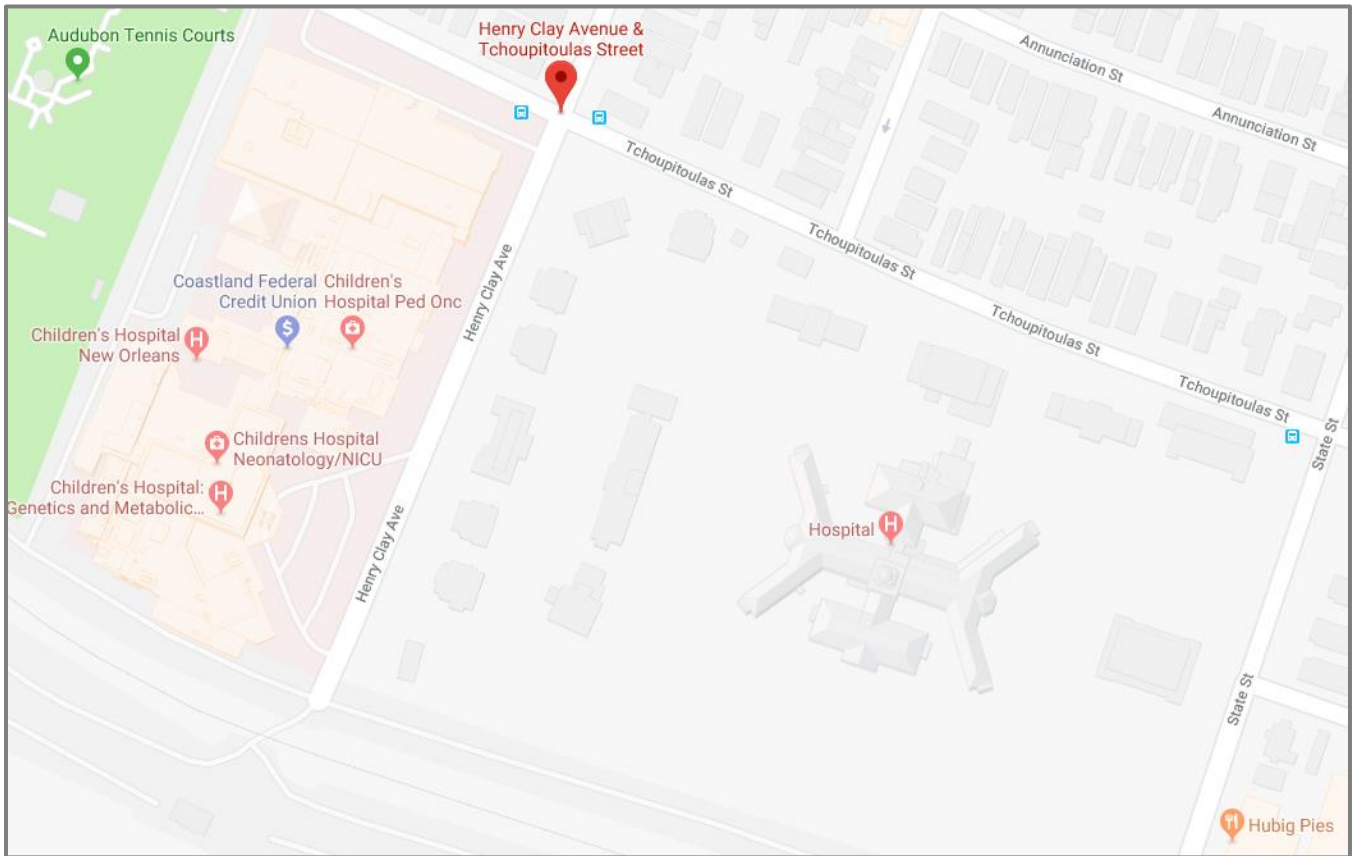 Audubon Tennis Courts
Henry Clay Avenue &
Tchoupitoulas Street
Annunciation St
Annunciation St
Tchoupitoulas St
Tchoupitoulas St
Tchoupitoulas St
Tchoupitoulas St
Henry Clay Ave
Coastland Federal
Credit Union
$
Children's
Hospital Ped Onc
Children's Hospital
New Orleans
H
Childrens Hospital
Neonatology/NICU
Children's Hospital:
Genetics and Metabolic...
H
Henry Clay Ave
Hospital
H
State St
State St
Hubig Pies